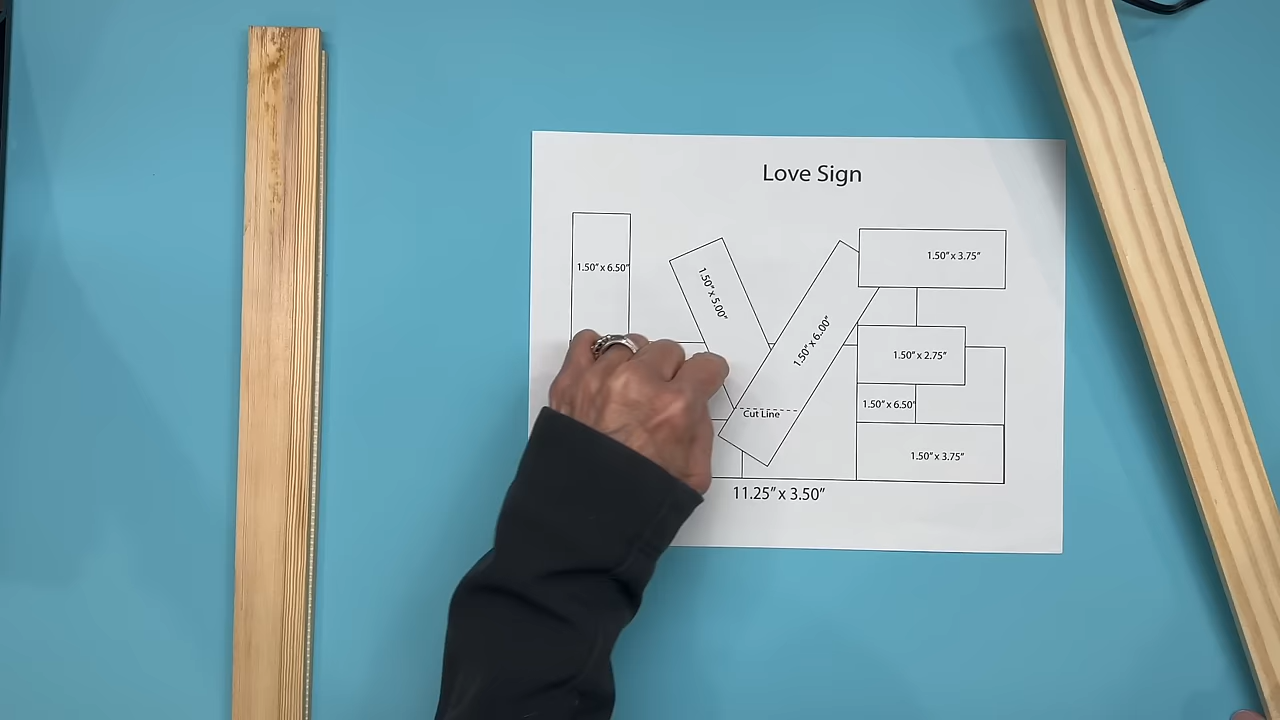 Love Sign
1.50" x 6.50"
1.50" x 5.00"
1.50" x 6.00"
1.50" x 3.75"
1.50" x 2.75"
1.50" x 6.50"
Cut Line
1.50" x 3.75"
11.25" x 3.50"